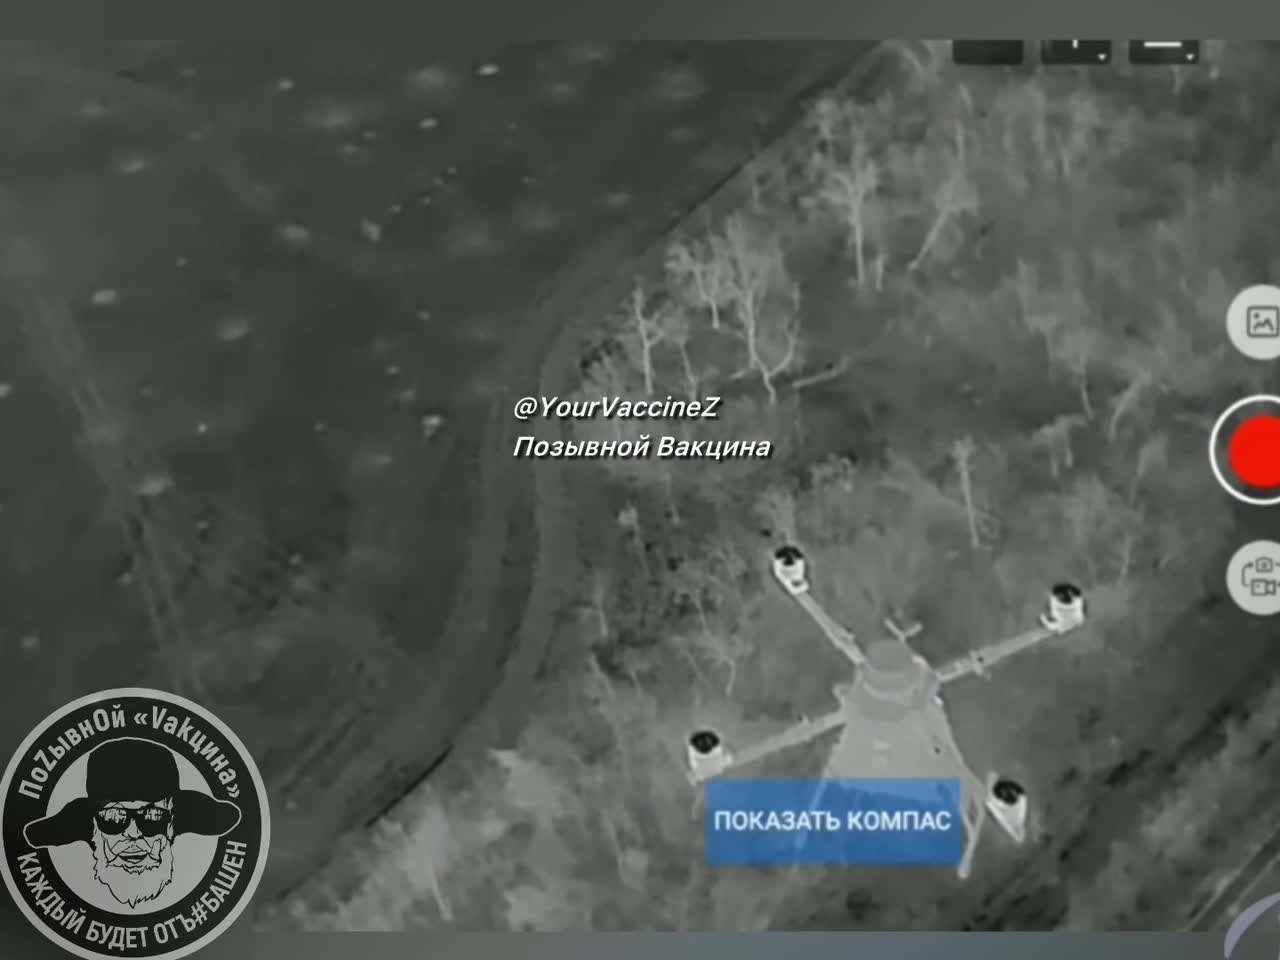 @YourVaccineZ
Позывной Вакцина
ПОКАЗАТЬ КОМПАС
ПоZывнОй «Vakцина»
КАЖДЫЙ БУДЕТ ОТЪ#БАШЕН